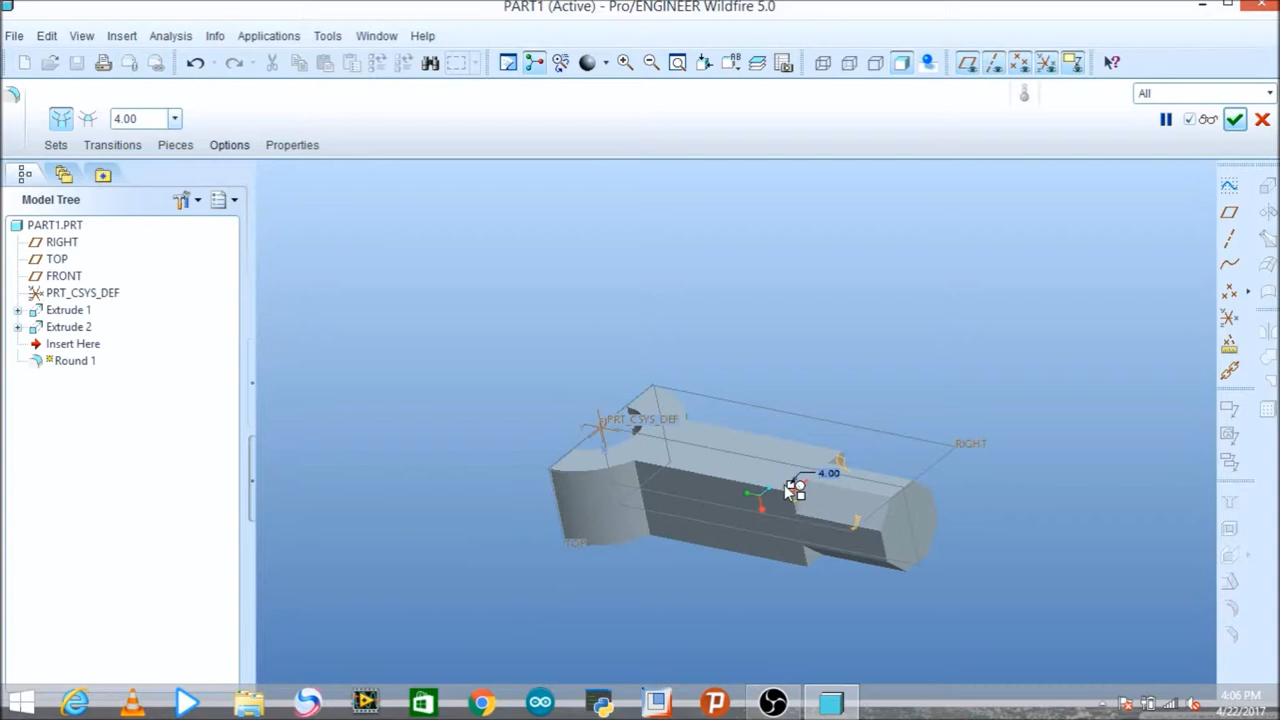 PART1 (Active) - Pro/ENGINEER Wildfire 5.0
File Edit View Insert Analysis Info Applications Tools Window Help
All
4.00
Sets Transitions Pieces Options Properties
Model Tree
PART1.PRT
RIGHT
TOP
FRONT
PRT_CSYS_DEF
Extrude 1
Extrude 2
Insert Here
Round 1
PRT_CSYS_DEF
RIGHT
4.00
TOP
4:06 PM
4/22/2017